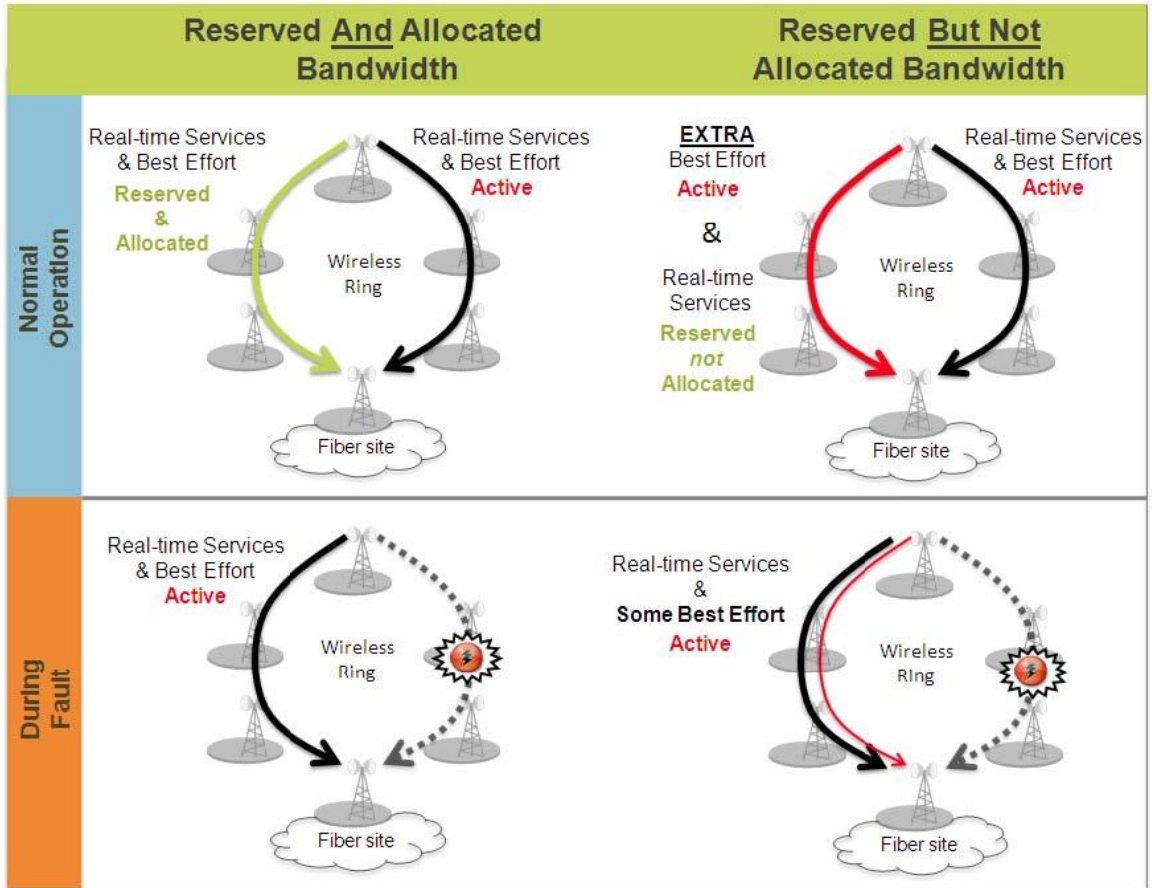 Reserved And Allocated
Bandwidth
Reserved But Not
Allocated Bandwidth
Normal
Operation
Real-time Services
& Best Effort
Reserved
&
Allocated
Real-time Services
& Best Effort
Active
Wireless
Ring
Fiber site
EXTRA
Best Effort
Active
&
Real-time
Services
Reserved
not
Allocated
Real-time Services
& Best Effort
Active
Wireless
Ring
Fiber site
During
Fault
Real-time Services
& Best Effort
Active
Wireless
Ring
Fiber site
Real-time Services
&
Some Best Effort
Active
Wireless
Ring
Fiber site